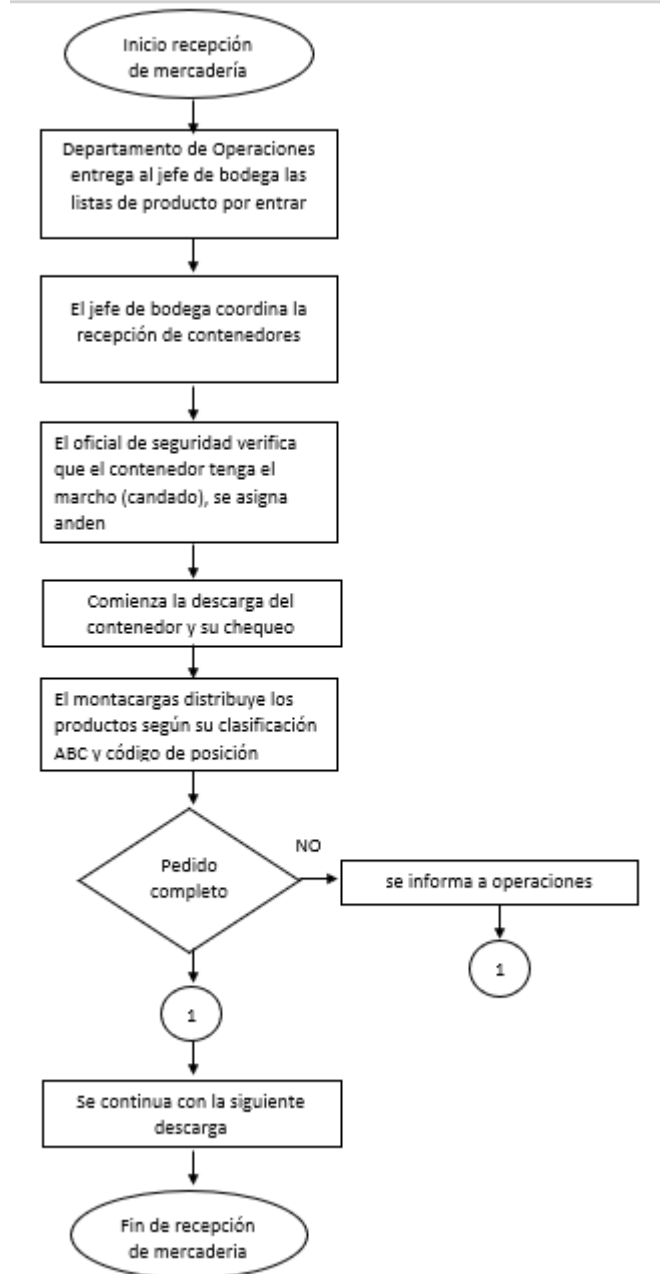 Inicio recepción
de mercadería
Departamento de Operaciones
entrega al jefe de bodega las
listas de producto por entrar
El jefe de bodega coordina la
recepción de contenedores
El oficial de seguridad verifica
que el contenedor tenga el
marcho (candado), se asigna
anden
Comienza la descarga del
contenedor y su chequeo
El montacargas distribuye los
productos según su clasificación
ABC y código de posición
Pedido
completo
NO
se informa a operaciones
1
1
Se continua con la siguiente
descarga
Fin de recepción
de mercaderia